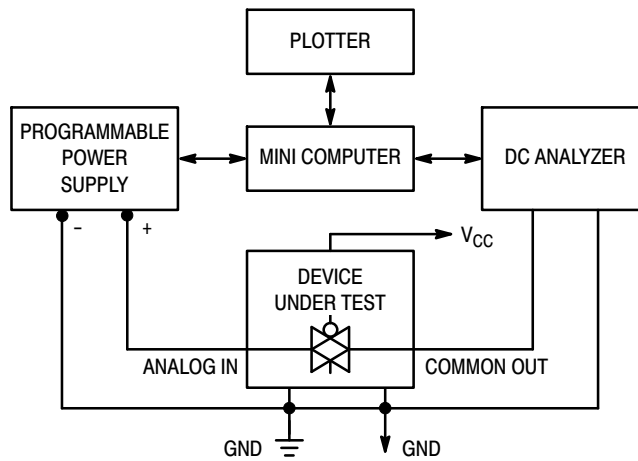 PLOTTER
PROGRAMMABLE
POWER
SUPPLY
MINI COMPUTER
DC ANALYZER
−
+
VCC
DEVICE
UNDER TEST
ANALOG IN
COMMON OUT
GND
GND